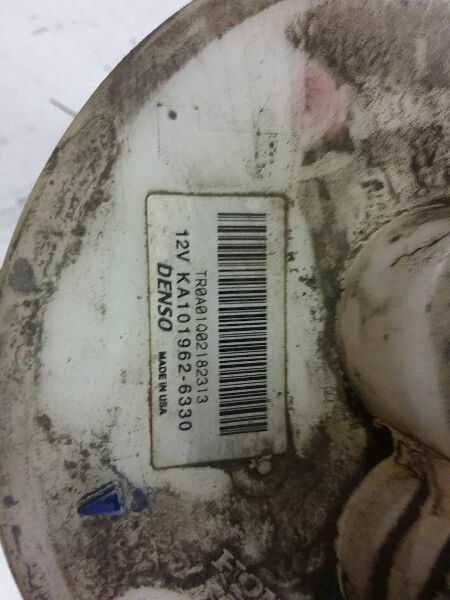 TR0A01Q02182313
12V KA101962-6330
DENSO MADE IN USA